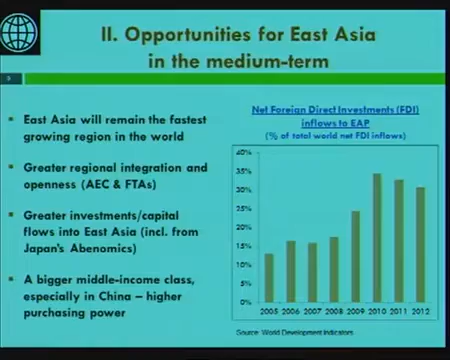 II. Opportunities for East Asia
in the medium-term
▪ East Asia will remain the fastest
growing region in the world
▪ Greater regional integration and
openness (AEC & FTAs)
▪ Greater investments/capital
flows into East Asia (incl. from
Japan's Abenomics)
▪ A bigger middle-income class,
especially in China – higher
purchasing power
Net Foreign Direct Investments (FDI)
inflows to EAP
(% of total world net FDI inflows)
40%
35%
30%
25%
20%
15%
10%
5%
0%
2005 2006 2007 2008 2009 2010 2011 2012
Source: World Development Indicators